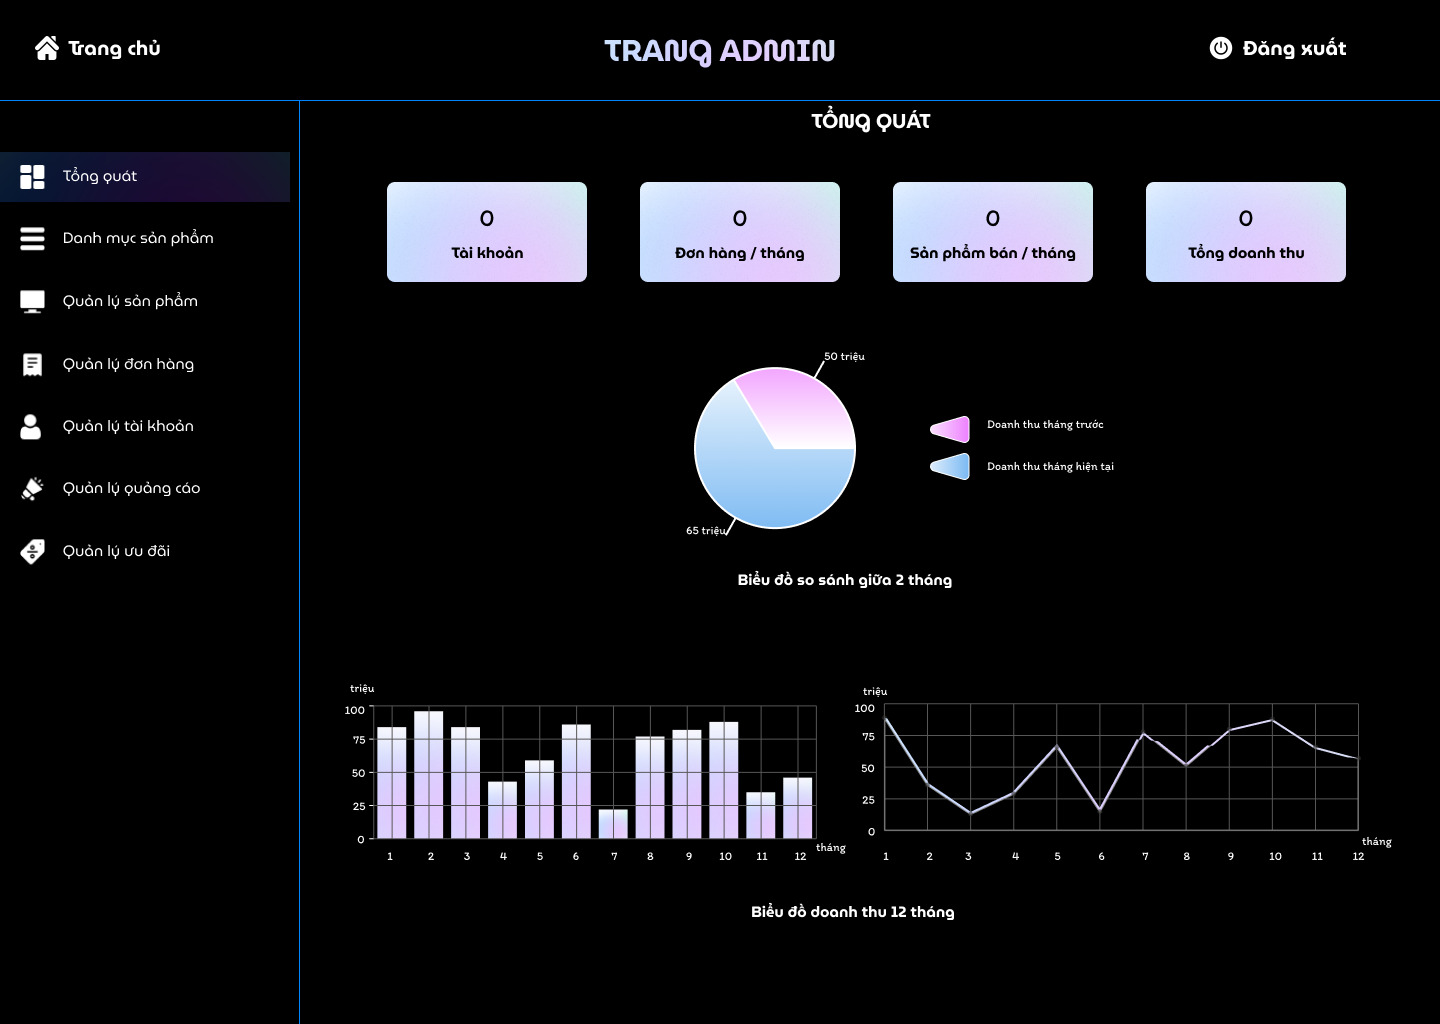 Trang chủ
TRANG ADMIN
Đăng xuất
TỔNG QUÁT
Tổng quát
Danh mục sản phẩm
Quản lý sản phẩm
Quản lý đơn hàng
Quản lý tài khoản
Quản lý quảng cáo
Quản lý ưu đãi
0
Tài khoản
0
Đơn hàng / tháng
0
Sản phẩm bán / tháng
0
Tổng doanh thu
50 triệu
65 triệu
Doanh thu tháng trước
Doanh thu tháng hiện tại
Biểu đồ so sánh giữa 2 tháng
triệu
100
75
50
25
0
1 2 3 4 5 6 7 8 9 10 11 12
tháng
triệu
100
75
50
25
0
1 2 3 4 5 6 7 8 9 10 11 12
tháng
Biểu đồ doanh thu 12 tháng